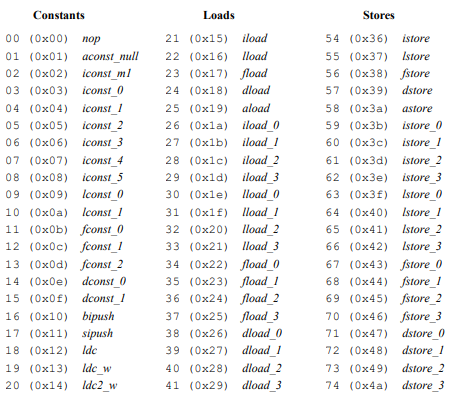 Constants Loads Stores
00 (0x00) nop 21 (0x15) iload 54 (0x36) istore
01 (0x01) aconst_null 22 (0x16) lload 55 (0x37) lstore
02 (0x02) iconst_m1 23 (0x17) fload 56 (0x38) fstore
03 (0x03) iconst_0 24 (0x18) dload 57 (0x39) dstore
04 (0x04) iconst_1 25 (0x19) aload 58 (0x3a) astore
05 (0x05) iconst_2 26 (0x1a) iload_0 59 (0x3b) istore_0
06 (0x06) iconst_3 27 (0x1b) iload_1 60 (0x3c) istore_1
07 (0x07) iconst_4 28 (0x1c) iload_2 61 (0x3d) istore_2
08 (0x08) iconst_5 29 (0x1d) iload_3 62 (0x3e) istore_3
09 (0x09) lconst_0 30 (0x1e) lload_0 63 (0x3f) lstore_0
10 (0x0a) lconst_1 31 (0x1f) lload_1 64 (0x40) lstore_1
11 (0x0b) fconst_0 32 (0x20) lload_2 65 (0x41) lstore_2
12 (0x0c) fconst_1 33 (0x21) lload_3 66 (0x42) lstore_3
13 (0x0d) fconst_2 34 (0x22) fload_0 67 (0x43) fstore_0
14 (0x0e) dconst_0 35 (0x23) fload_1 68 (0x44) fstore_1
15 (0x0f) dconst_1 36 (0x24) fload_2 69 (0x45) fstore_2
16 (0x10) bipush 37 (0x25) fload_3 70 (0x46) fstore_3
17 (0x11) sipush 38 (0x26) dload_0 71 (0x47) dstore_0
18 (0x12) ldc 39 (0x27) dload_1 72 (0x48) dstore_1
19 (0x13) ldc_w 40 (0x28) dload_2 73 (0x49) dstore_2
20 (0x14) ldc2_w 41 (0x29) dload_3 74 (0x4a) dstore_3